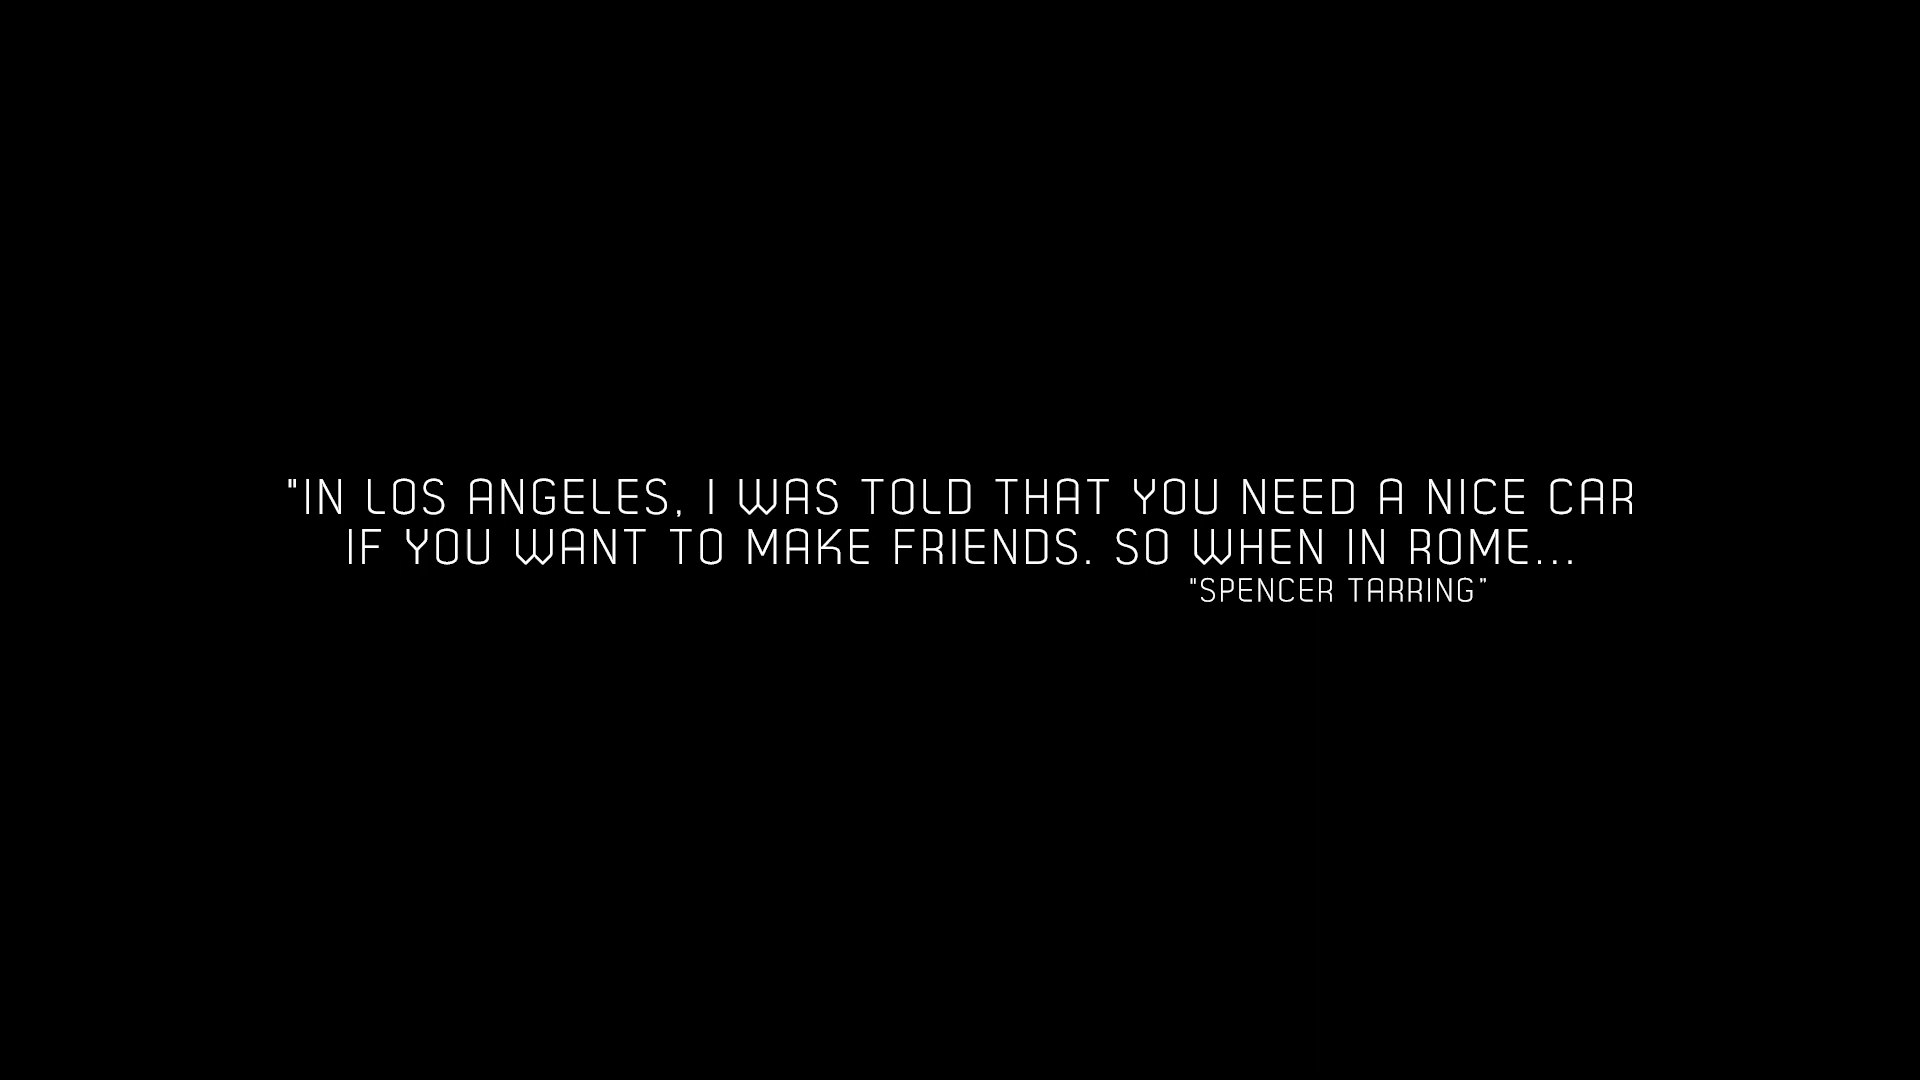 "IN LOS ANGELES, I WAS TOLD THAT YOU NEED A NICE CAR
IF YOU WANT TO MAKE FRIENDS. SO WHEN IN ROME...
"SPENCER TARRING”